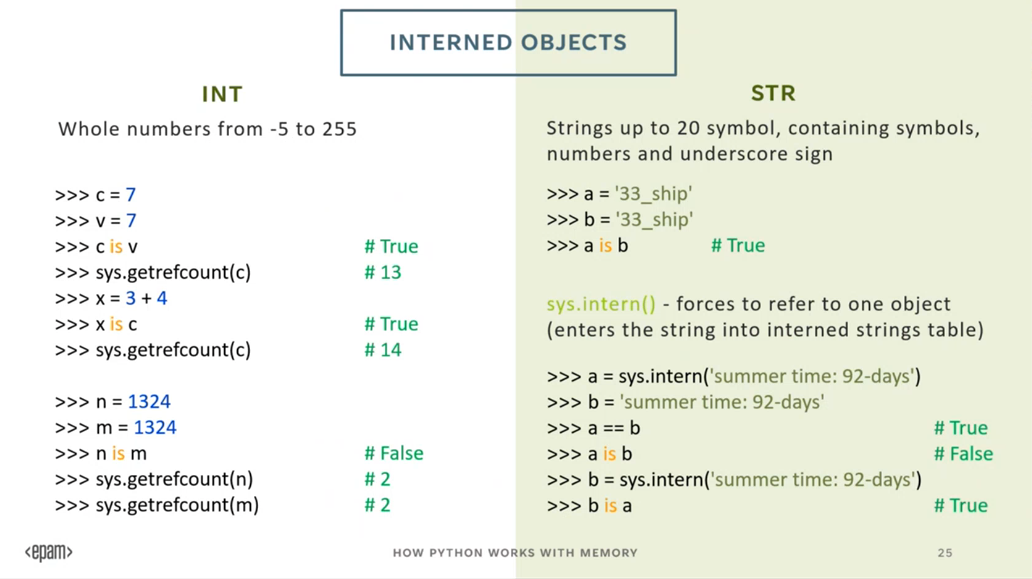 INTERNED OBJECTS
INT
Whole numbers from -5 to 255
>>> c = 7
>>> v = 7
>>> c is v # True
>>> sys.getrefcount(c) # 13
>>> x = 3 + 4
>>> x is c # True
>>> sys.getrefcount(c) # 14
>>> n = 1324
>>> m = 1324
>>> n is m # False
>>> sys.getrefcount(n) # 2
>>> sys.getrefcount(m) # 2
STR
Strings up to 20 symbol, containing symbols,
numbers and underscore sign
>>> a = '33_ship'
>>> b = '33_ship'
>>> a is b # True
sys.intern() - forces to refer to one object
(enters the string into interned strings table)
>>> a = sys.intern('summer time: 92-days')
>>> b = 'summer time: 92-days'
>>> a == b # True
>>> a is b # False
>>> b = sys.intern('summer time: 92-days')
>>> b is a # True
<epam> HOW PYTHON WORKS WITH MEMORY 25